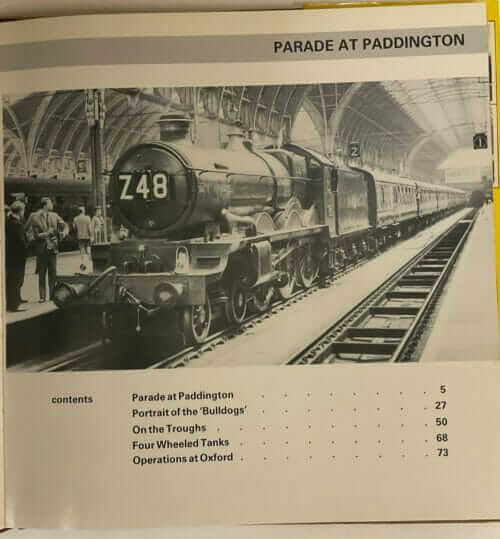 PARADE AT PADDINGTON
Z48
2
1
contents
Parade at Paddington . . . . . . . . 5
Portrait of the 'Bulldogs' . . . . . . . . 27
On the Troughs . . . . . . . . . 50
Four Wheeled Tanks . . . . . . . . 68
Operations at Oxford . . . . . . . . . 73